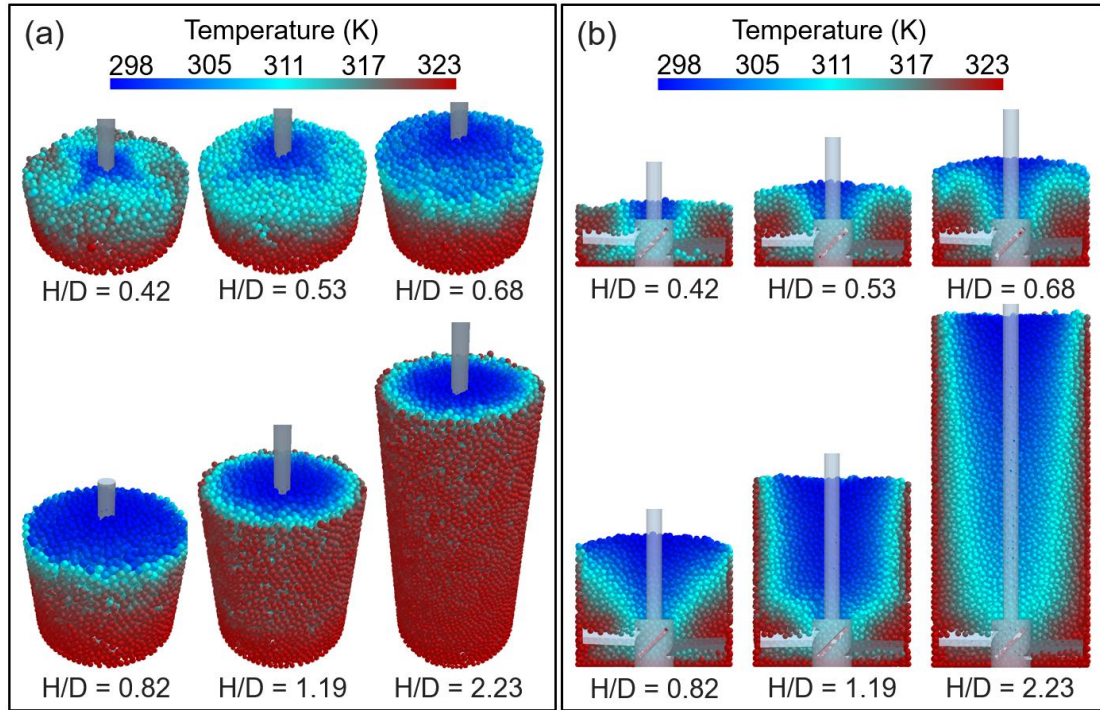 (a)
Temperature (K)
298 305 311 317 323
H/D = 0.42 H/D = 0.53 H/D = 0.68
H/D = 0.82 H/D = 1.19 H/D = 2.23
(b)
Temperature (K)
298 305 311 317 323
H/D = 0.42 H/D = 0.53 H/D = 0.68
H/D = 0.82 H/D = 1.19 H/D = 2.23